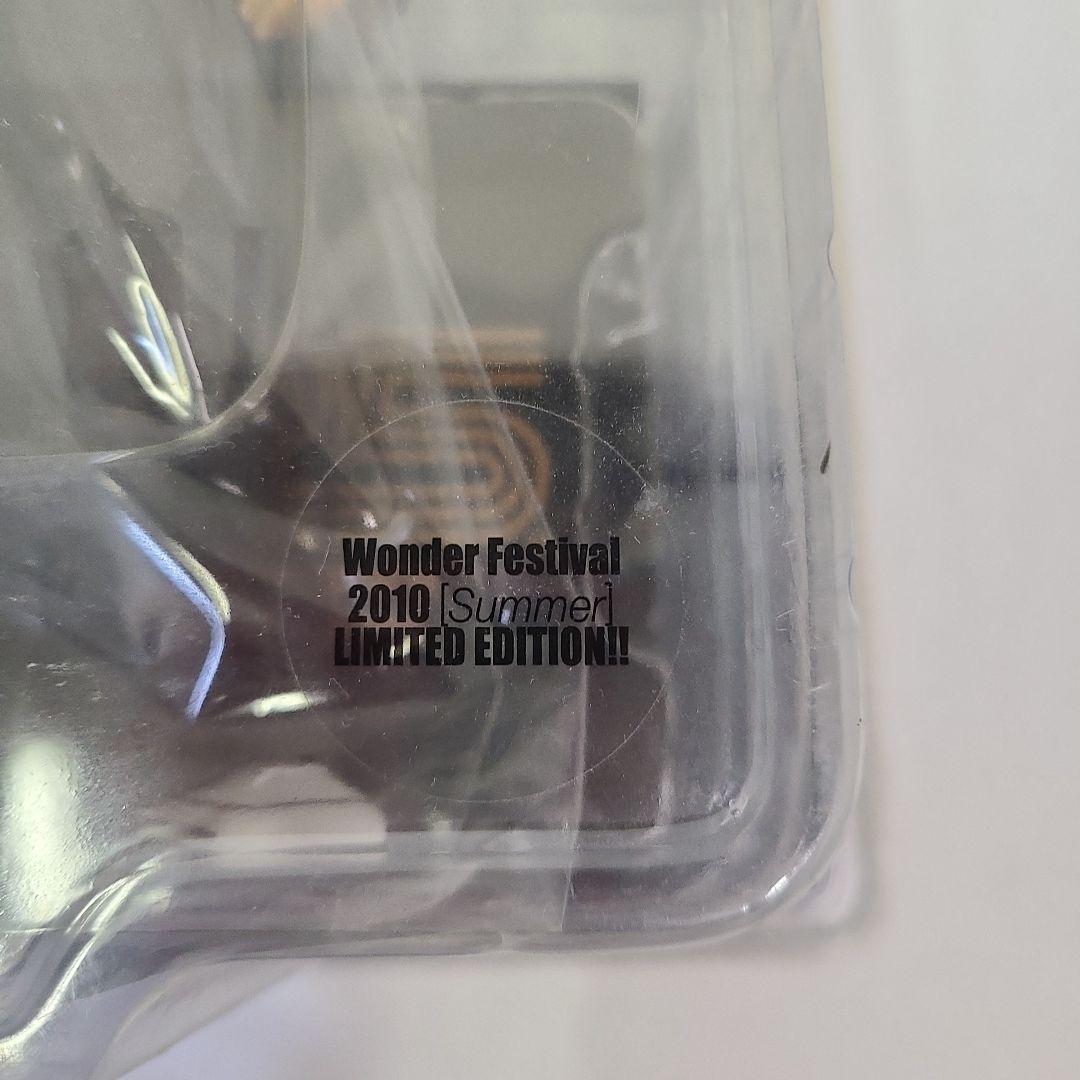 Wonder Festival
2010 [Summer]
LIMITED EDITION!!